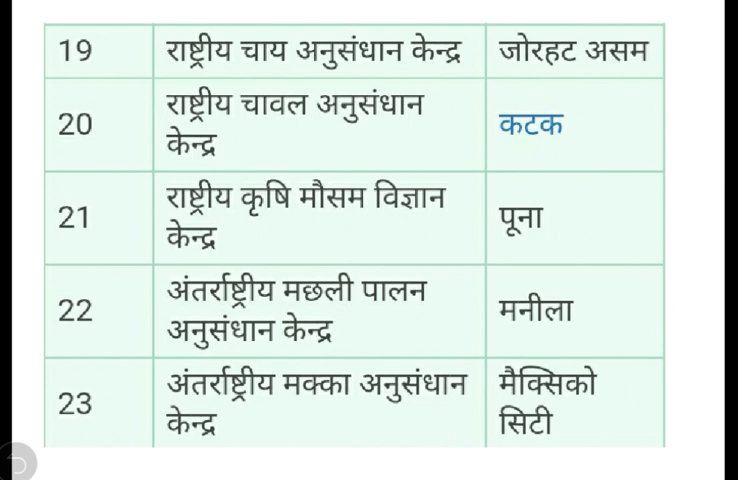 19 राष्ट्रीय चाय अनुसंधान केन्द्र जोरहट असम
20 राष्ट्रीय चावल अनुसंधान केन्द्र कटक
21 राष्ट्रीय कृषि मौसम विज्ञान केन्द्र पूना
22 अंतर्राष्ट्रीय मछली पालन अनुसंधान केन्द्र मनीला
23 अंतर्राष्ट्रीय मक्का अनुसंधान केन्द्र मैक्सिको सिटी